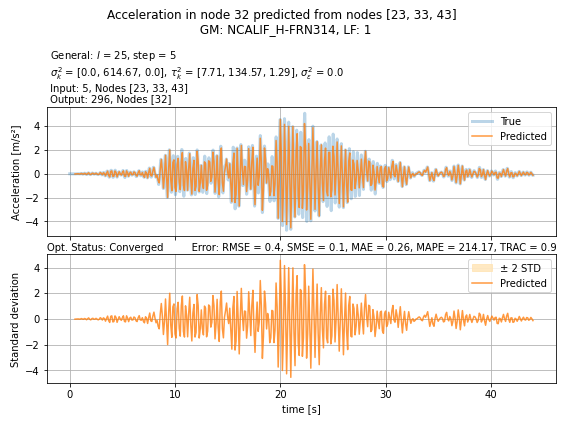 Acceleration in node 32 predicted from nodes [23, 33, 43]
GM: NCALIF_H-FRN314, LF: 1
General: l = 25, step = 5
σ²ₖ = [0.0, 614.67, 0.0], τ²ₖ = [7.71, 134.57, 1.29], σ²ᵣ = 0.0
Input: 5, Nodes [23, 33, 43]
Output: 296, Nodes [32]
Acceleration [m/s²]
4
2
0
−2
−4
True
Predicted
Opt. Status: Converged Error: RMSE = 0.4, SMSE = 0.1, MAE = 0.26, MAPE = 214.17, TRAC = 0.9
Standard deviation
4
2
0
−2
−4
± 2 STD
Predicted
0 10 20 30 40
time [s]